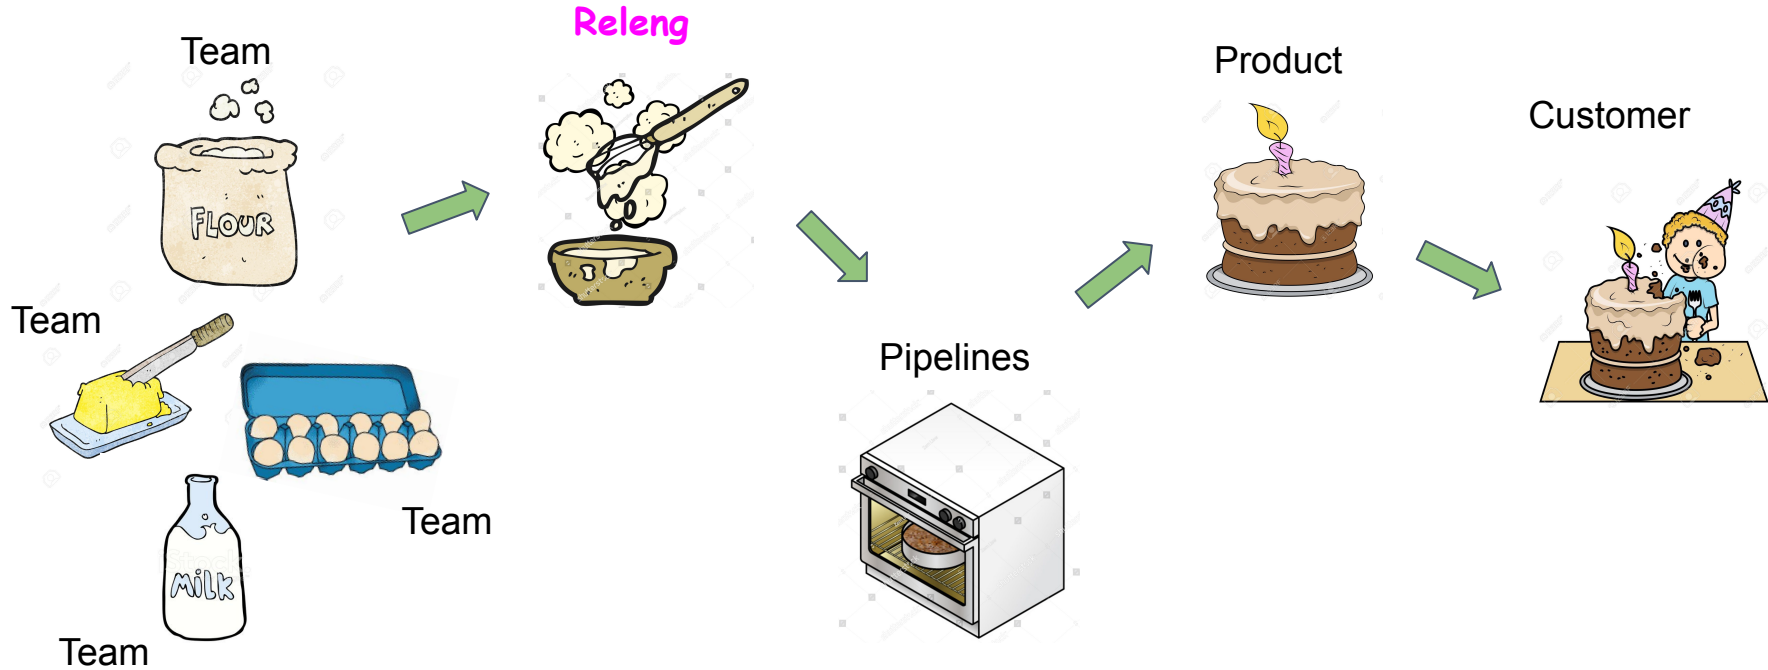 Team
FLOUR
Team
Team
MILK
Team
Releng
Pipelines
Product
Customer